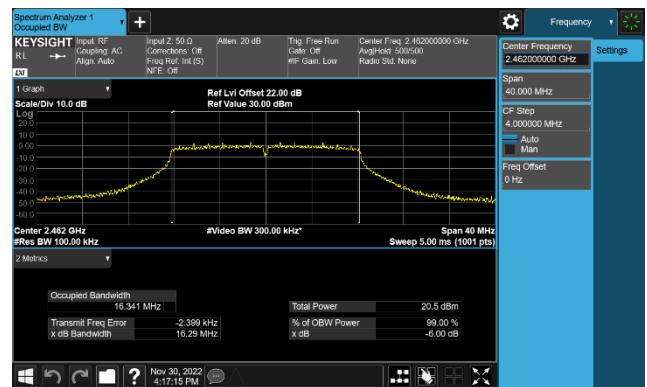 Spectrum Analyzer 1
Occupied BW
Frequency
KEYSIGHT
Input: RF
Input Z: 50 Ω
Atten: 20 dB
Trig: Free Run
Center Freq: 2.462000000 GHz
R L
Coupling: AC
Corrections: Off
Gate: Off
Avg|Hold: 500/500
Align: Auto
Freq Ref: Int (S)
#IF Gain: Low
Radio Std: None
NFE: Off
LXI
Center Frequency
2.462000000 GHz
Settings
Span
40.000 MHz
CF Step
4.000000 MHz
Auto
Man
Freq Offset
0 Hz
1 Graph
Ref Lvl Offset 22.00 dB
Scale/Div 10.0 dB
Ref Value 30.00 dBm
Log
20.0
10.0
0.00
-10.0
-20.0
-30.0
-40.0
-50.0
-60.0
Center 2.462 GHz
#Video BW 300.00 kHz*
Span 40 MHz
#Res BW 100.00 kHz
Sweep 5.00 ms (1001 pts)
2 Metrics
Occupied Bandwidth
16.341 MHz
Total Power
20.5 dBm
Transmit Freq Error
-2.399 kHz
% of OBW Power
99.00 %
x dB Bandwidth
16.29 MHz
x dB
-6.00 dB
?
Nov 30, 2022
4:17:15 PM